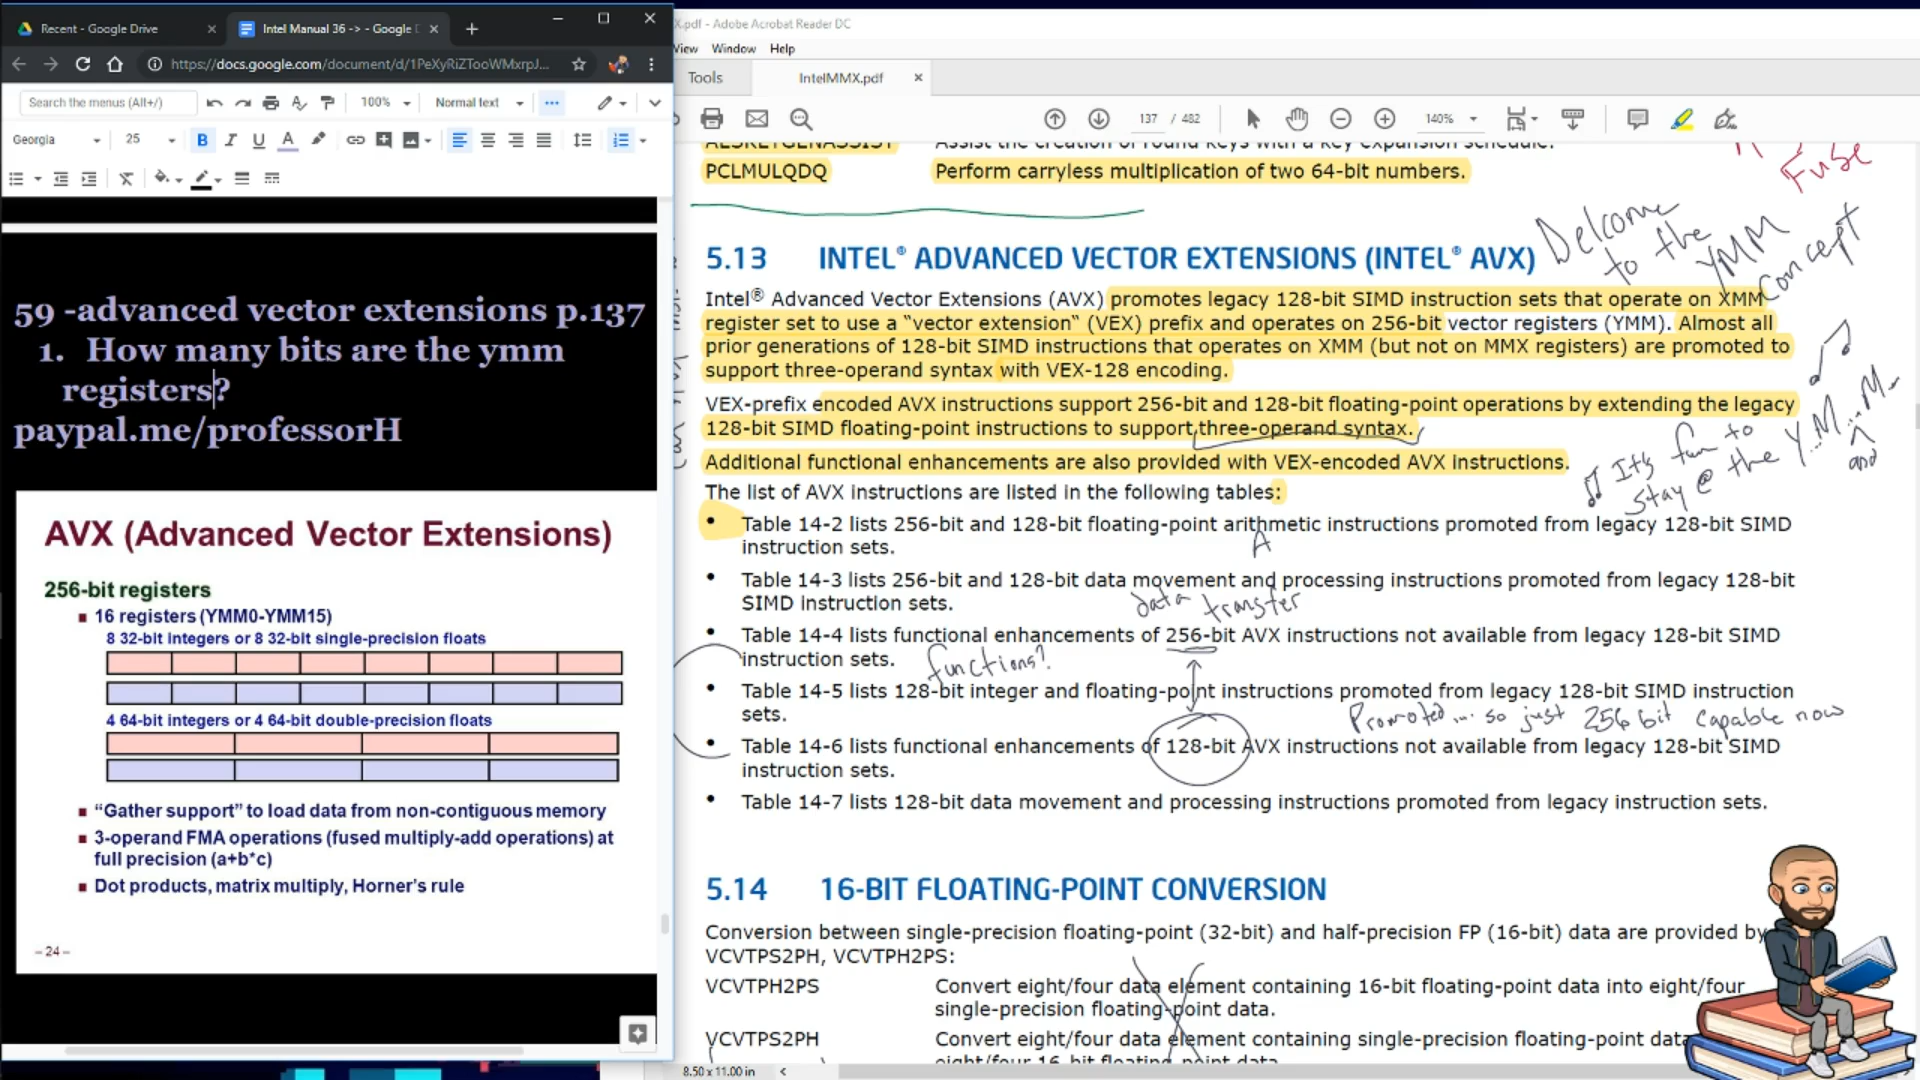 Recent - Google Drive
Intel Manual 36 -> - Google D
https://docs.google.com/document/d/1PeXyRiZTooWMxrpJ...
Search the menus (Alt+/)
100%
Normal text
Georgia
25
B I U A
59 -advanced vector extensions p.137
1. How many bits are the ymm
registers?
paypal.me/professorH
AVX (Advanced Vector Extensions)
256-bit registers
16 registers (YMM0-YMM15)
8 32-bit integers or 8 32-bit single-precision floats
4 64-bit integers or 4 64-bit double-precision floats
"Gather support" to load data from non-contiguous memory
3-operand FMA operations (fused multiply-add operations) at
full precision (a+b*c)
Dot products, matrix multiply, Horner's rule
– 24 –
X.pdf - Adobe Acrobat Reader DC
View Window Help
Tools
IntelMMX.pdf
137 / 482
140%
AESKEYGENASSIST Assist the creation of round keys with a key expansion schedule.
PCLMULQDQ Perform carryless multiplication of two 64-bit numbers.
Fuse
5.13 INTEL® ADVANCED VECTOR EXTENSIONS (INTEL® AVX)
Welcome
to the
YMM
concept
Intel® Advanced Vector Extensions (AVX) promotes legacy 128-bit SIMD instruction sets that operate on XMM
register set to use a "vector extension" (VEX) prefix and operates on 256-bit vector registers (YMM). Almost all
prior generations of 128-bit SIMD instructions that operates on XMM (but not on MMX registers) are promoted to
support three-operand syntax with VEX-128 encoding.
VEX-prefix encoded AVX instructions support 256-bit and 128-bit floating-point operations by extending the legacy
128-bit SIMD floating-point instructions to support three-operand syntax.
Additional functional enhancements are also provided with VEX-encoded AVX instructions.
It's fun to
stay @ the Y..M...M..
and
The list of AVX instructions are listed in the following tables:
Table 14-2 lists 256-bit and 128-bit floating-point arithmetic instructions promoted from legacy 128-bit SIMD
instruction sets.
A
Table 14-3 lists 256-bit and 128-bit data movement and processing instructions promoted from legacy 128-bit
SIMD instruction sets.
data transfer
Table 14-4 lists functional enhancements of 256-bit AVX instructions not available from legacy 128-bit SIMD
instruction sets.
functions?
Table 14-5 lists 128-bit integer and floating-point instructions promoted from legacy 128-bit SIMD instruction
sets.
Promoted ... so just 256 bit capable now
Table 14-6 lists functional enhancements of 128-bit AVX instructions not available from legacy 128-bit SIMD
instruction sets.
Table 14-7 lists 128-bit data movement and processing instructions promoted from legacy instruction sets.
5.14 16-BIT FLOATING-POINT CONVERSION
Conversion between single-precision floating-point (32-bit) and half-precision FP (16-bit) data are provided by
VCVTPS2PH, VCVTPH2PS:
VCVTPH2PS Convert eight/four data element containing 16-bit floating-point data into eight/four
single-precision floating-point data.
VCVTPS2PH Convert eight/four data element containing single-precision floating-point data
eight/four 16-bit floating-point data.
8.50 x 11.00 in